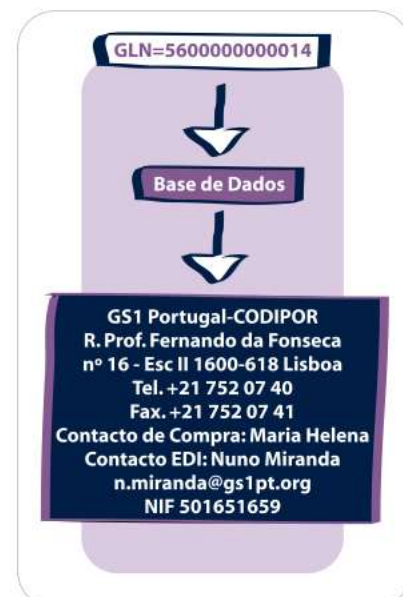 GLN=5600000000014
Base de Dados
GS1 Portugal-CODIPOR
R. Prof. Fernando da Fonseca
nº 16 - Esc II 1600-618 Lisboa
Tel. +21 752 07 40
Fax. +21 752 07 41
Contacto de Compra: Maria Helena
Contacto EDI: Nuno Miranda
n.miranda@gs1pt.org
NIF 501651659